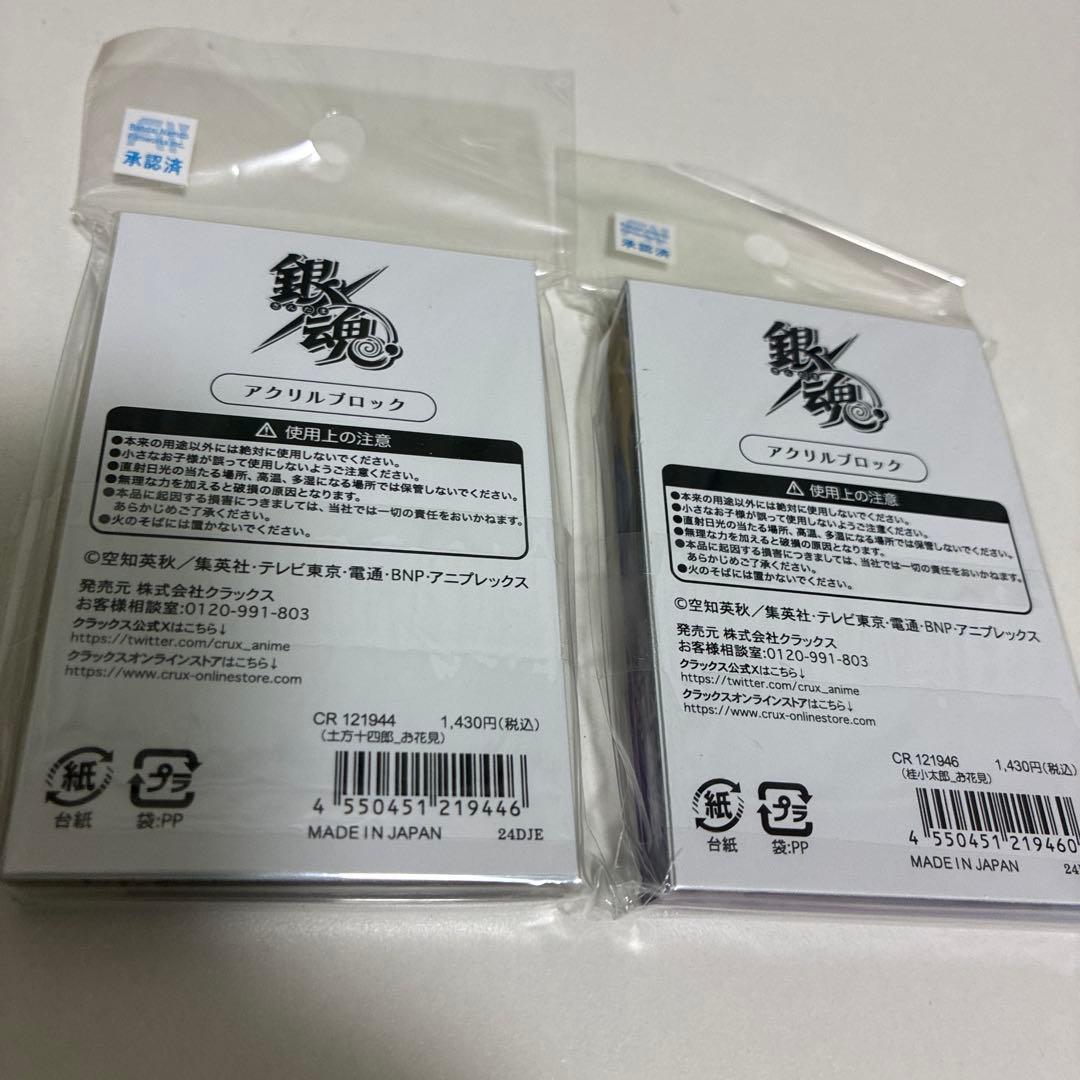 Bandai Namco
Filmworks Inc.
承認済
銀魂
ぎんたま
アクリルブロック
使用上の注意
●本来の用途以外には絶対に使用しないでください。
●小さなお子様が誤って使用しないようご注意ください。
●直射日光の当たる場所、高温、多湿になる場所では保管しないでください。
●無理な力を加えると破損の原因となります。
●本品に起因する損害につきましては、当社では一切の責任をおいかねます。
あらかじめご了承ください。
●火のそばには置かないでください。
©空知英秋／集英社・テレビ東京・電通・BNP・アニプレックス
発売元 株式会社クラックス
お客様相談室:0120-991-803
クラックス公式Xはこちら↓
https://twitter.com/crux_anime
クラックスオンラインストアはこちら↓
https://www.crux-onlinestore.com
CR 121944 1,430円(税込)
(土方十四郎_お花見)
紙
台紙
プラ
袋:PP
4 550451 219446
MADE IN JAPAN 24DJE
承認済
銀魂
ぎんたま
アクリルブロック
使用上の注意
●本来の用途以外には絶対に使用しないでください。
●小さなお子様が誤って使用しないようご注意ください。
●直射日光の当たる場所、高温、多湿になる場所では保管しないでください。
●無理な力を加えると破損の原因となります。
●本品に起因する損害につきましては、当社では一切の責任をおいかねます。
あらかじめご了承ください。
●火のそばには置かないでください。
©空知英秋／集英社・テレビ東京・電通・BNP・アニプレックス
発売元 株式会社クラックス
お客様相談室:0120-991-803
クラックス公式Xはこちら↓
https://twitter.com/crux_anime
クラックスオンラインストアはこちら↓
https://www.crux-onlinestore.com
CR 121946 1,430円(税込)
(桂小太郎_お花見)
紙
台紙
プラ
袋:PP
4 550451 219460
MADE IN JAPAN